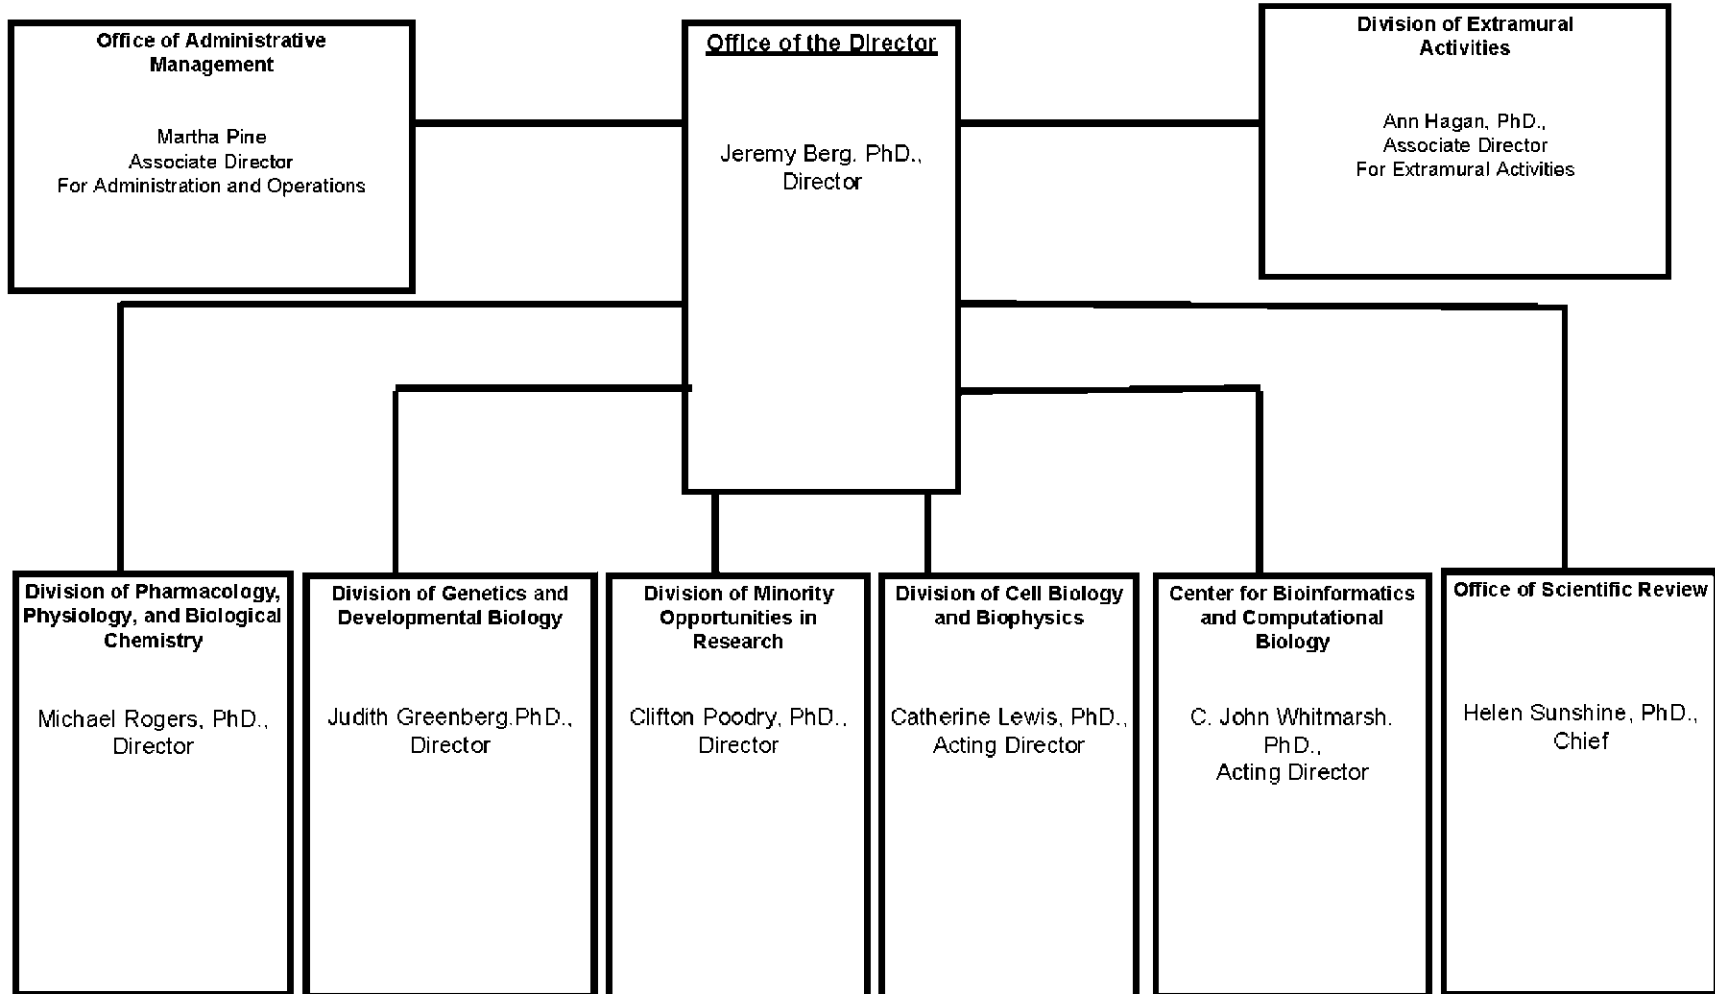 Office of Administrative
Management
Martha Pine
Associate Director
For Administration and Operations
Office of the Director
Jeremy Berg. PhD.,
Director
Division of Extramural
Activities
Ann Hagan, PhD.,
Associate Director
For Extramural Activities
Division of Pharmacology,
Physiology, and Biological
Chemistry
Michael Rogers, PhD.,
Director
Division of Genetics and
Developmental Biology
Judith Greenberg.PhD.,
Director
Division of Minority
Opportunities in
Research
Clifton Poodry, PhD..
Director
Division of Cell Biology
and Biophysics
Catherine Lewis, PhD.,
Acting Director
Center for Bioinformatics
and Computational
Biology
C. John Whitmarsh.
PhD.,
Acting Director
Office of Scientific Review
Helen Sunshine, PhD.,
Chief